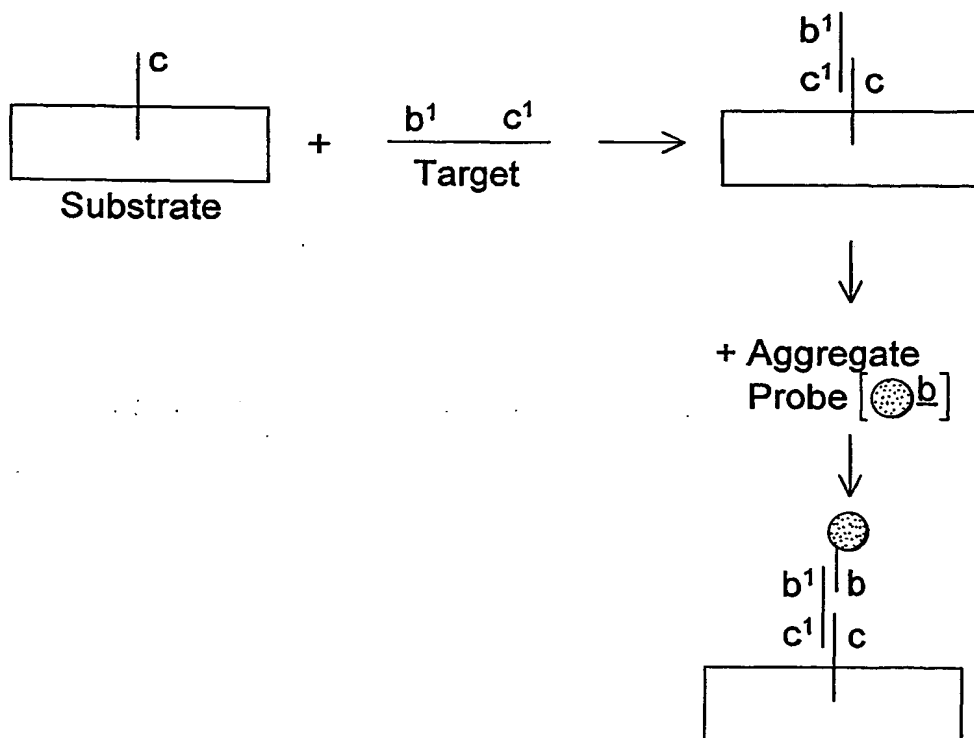 c
Substrate
+
b¹ c¹
Target
b¹
c¹ c
+ Aggregate
Probe [ b ]
b¹ b
c¹ c